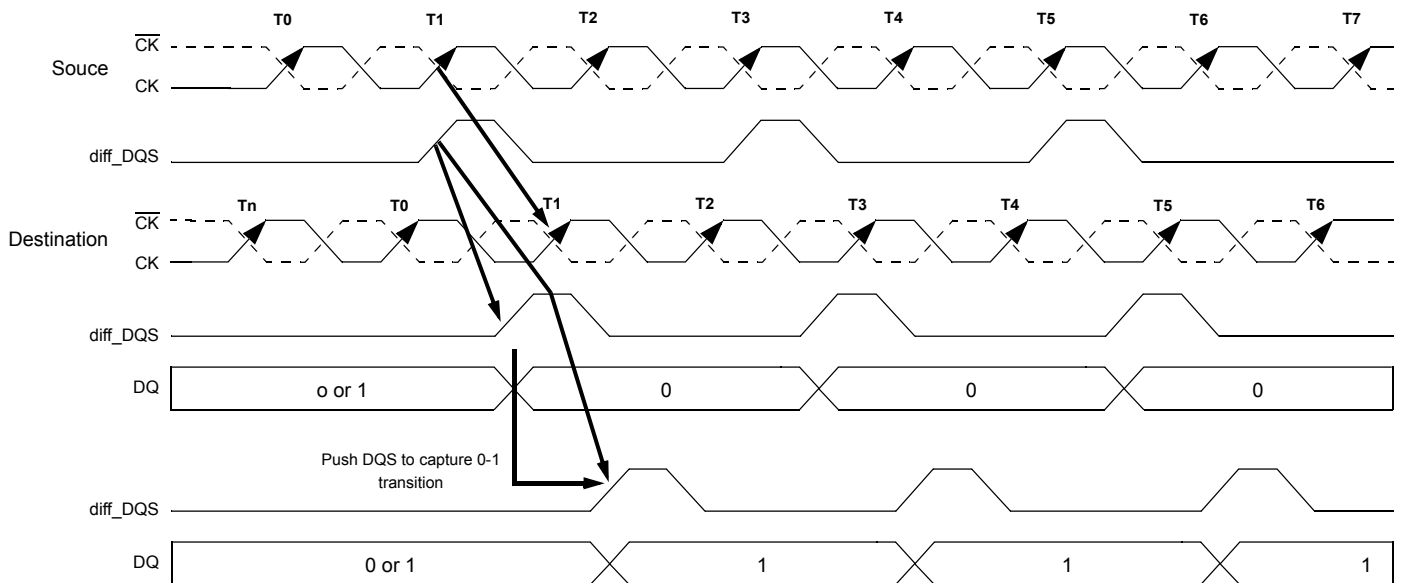 T0 T1 T2 T3 T4 T5 T6 T7
CK
Souce
CK
diff_DQS
Tn T0 T1 T2 T3 T4 T5 T6
CK
Destination
CK
diff_DQS
DQ o or 1 0 0 0
Push DQS to capture 0-1
transition
diff_DQS
DQ 0 or 1 1 1 1